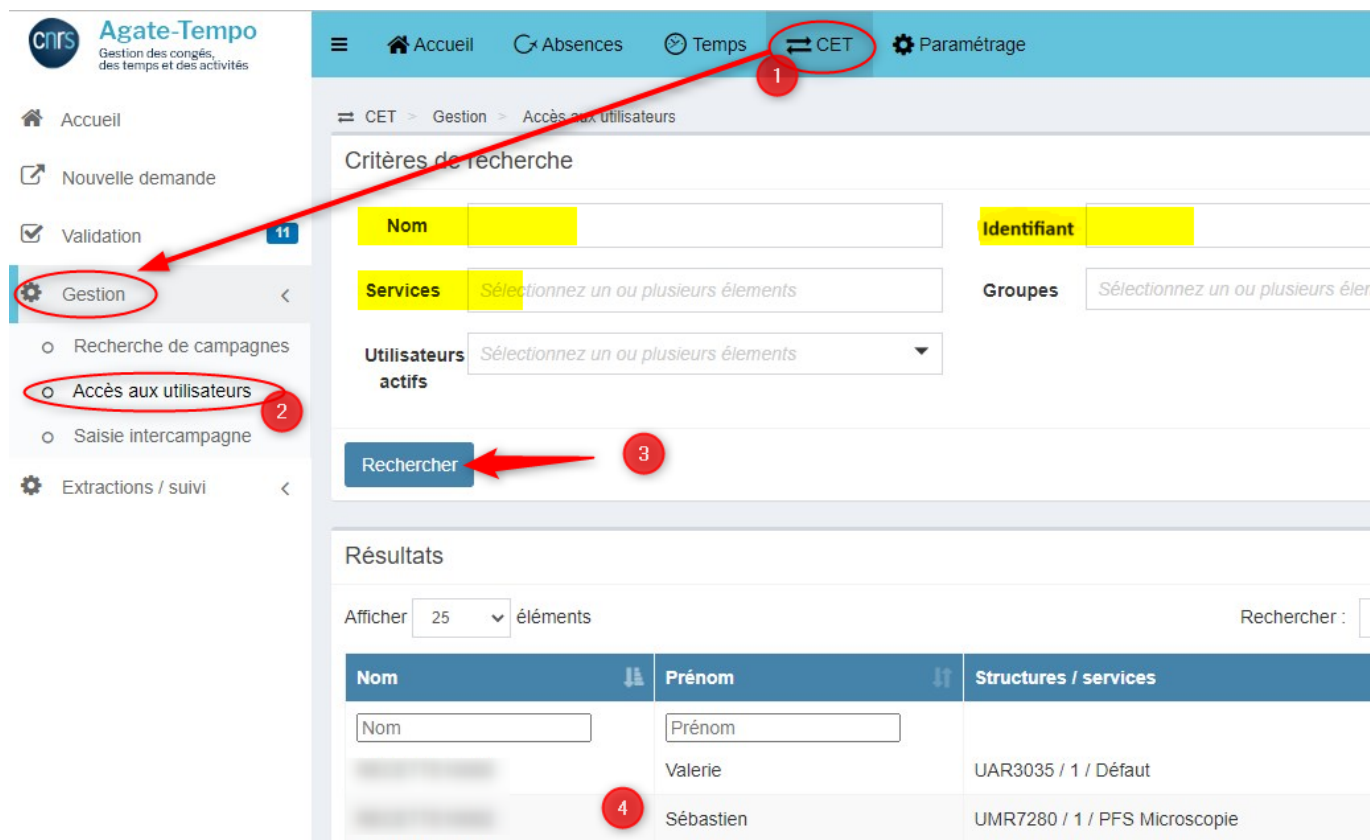 cnrs
Agate-Tempo
Gestion des congés,
des temps et des activités
Accueil
Absences
Temps
CET
Paramétrage
1
Accueil
Nouvelle demande
Validation
11
Gestion
Recherche de campagnes
Accès aux utilisateurs
2
Saisie intercampagne
Extractions / suivi
CET > Gestion > Accès aux utilisateurs
Critères de recherche
Nom
Identifiant
Services
Sélectionnez un ou plusieurs élements
Groupes
Sélectionnez un ou plusieurs éler
Utilisateurs
actifs
Sélectionnez un ou plusieurs élements
Rechercher
3
Résultats
Afficher 25 éléments
Rechercher :
Nom
Prénom
Structures / services
Nom
Prénom
Valerie
UAR3035 / 1 / Défaut
4
Sébastien
UMR7280 / 1 / PFS Microscopie